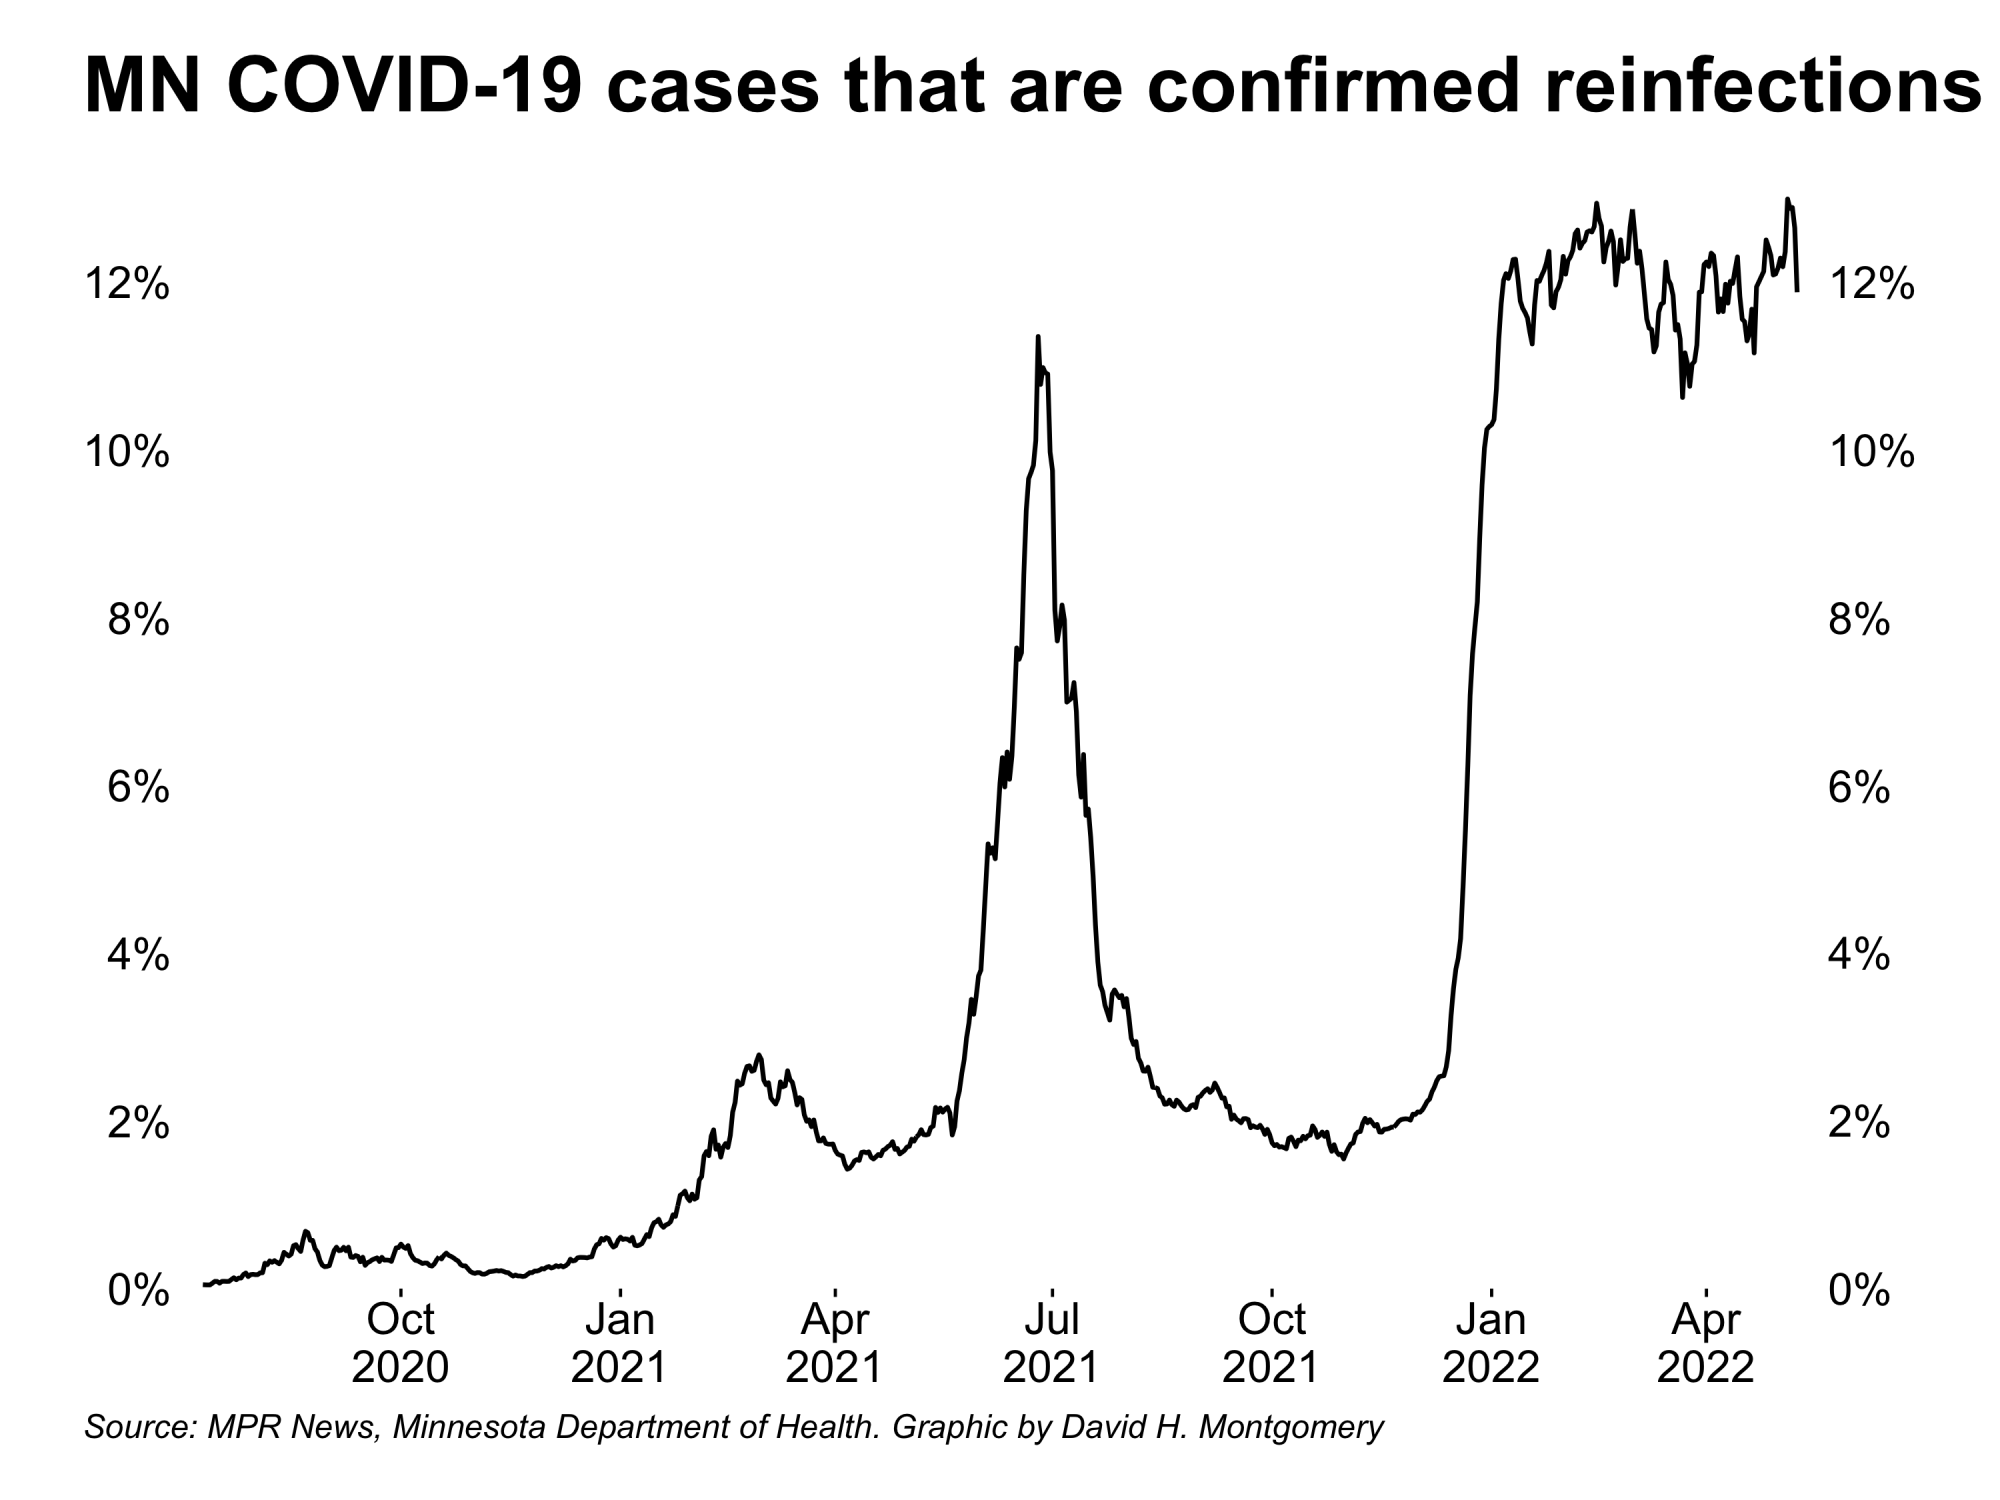 MN COVID-19 cases that are confirmed reinfections
12% 12%
10% 10%
8% 8%
6% 6%
4% 4%
2% 2%
0% 0%
Oct Jan Apr Jul Oct Jan Apr
2020 2021 2021 2021 2021 2022 2022
Source: MPR News, Minnesota Department of Health. Graphic by David H. Montgomery